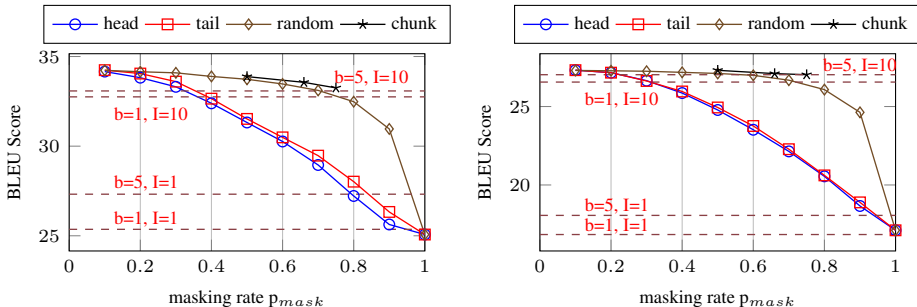 head tail random chunk
35
30
25
BLEU Score
b=5, I=10
b=1, I=10
b=5, I=1
b=1, I=1
0 0.2 0.4 0.6 0.8 1
masking rate p_mask
head tail random chunk
25
20
BLEU Score
b=5, I=10
b=1, I=10
b=5, I=1
b=1, I=1
0 0.2 0.4 0.6 0.8 1
masking rate p_mask